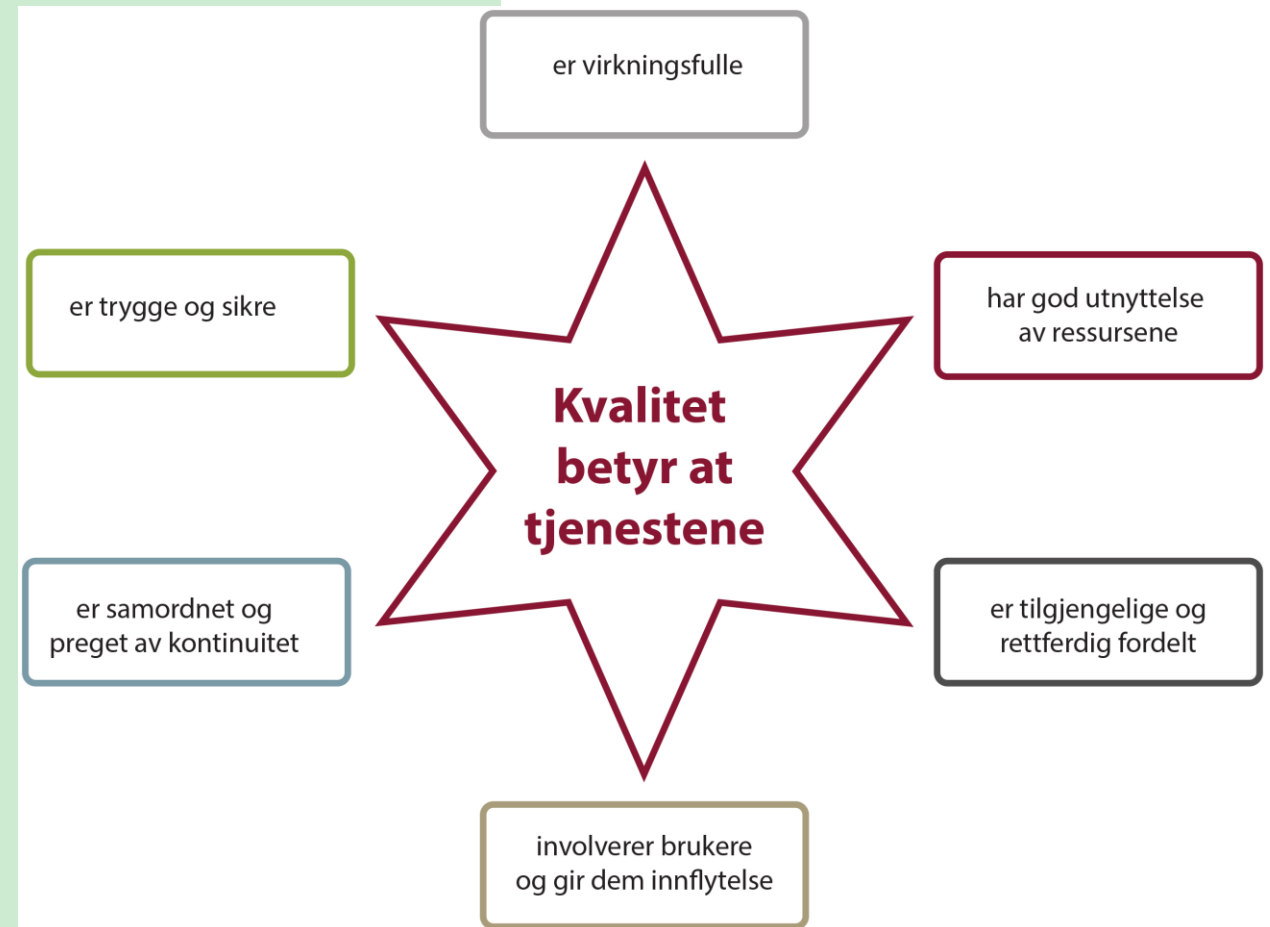 er virkningsfulle
er trygge og sikre
har god utnyttelse
av ressursene
Kvalitet
betyr at
tjenestene
er samordnet og
preget av kontinuitet
er tilgjengelige og
rettferdig fordelt
involverer brukere
og gir dem innflytelse